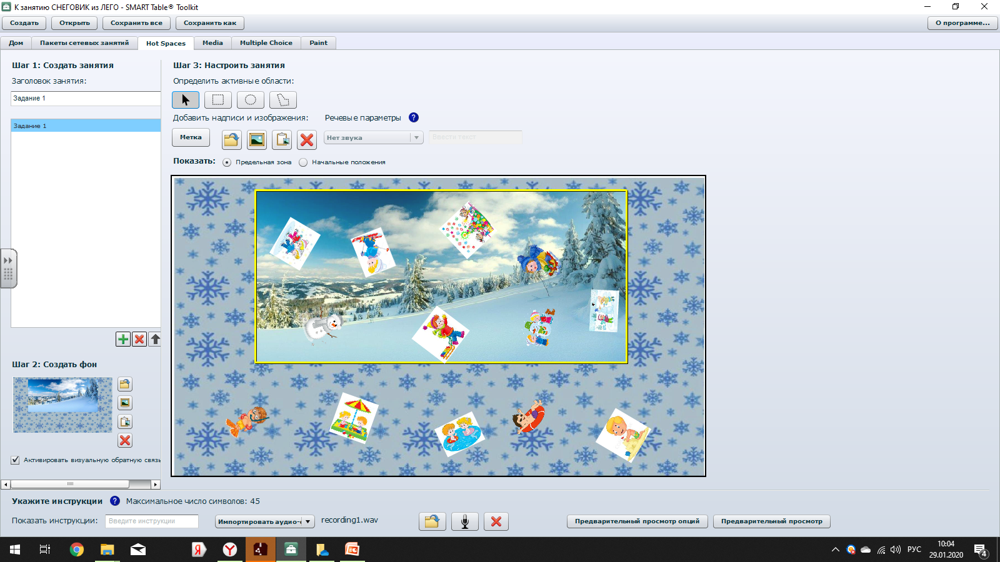 К занятию СНЕГОВИК из ЛЕГО - SMART Table® Toolkit
Создать
Открыть
Сохранить все
Сохранить как
О программе...
Дом
Пакеты сетевых занятий
Hot Spaces
Media
Multiple Choice
Paint
Шаг 1: Создать занятия
Заголовок занятия:
Задание 1
Задание 1
Шаг 2: Создать фон
Активировать визуальную обратную связь
Шаг 3: Настроить занятия
Определить активные области:
Добавить надписи и изображения:
Речевые параметры
?
Метка
Нет звука
Ввести текст
Показать:
Предельная зона
Начальные положения
Укажите инструкции
?
Максимальное число символов: 45
Показать инструкции:
Введите инструкции
Импортировать аудио-
recording1.wav
Предварительный просмотр опций
Предварительный просмотр
РУС
10:04
29.01.2020
4